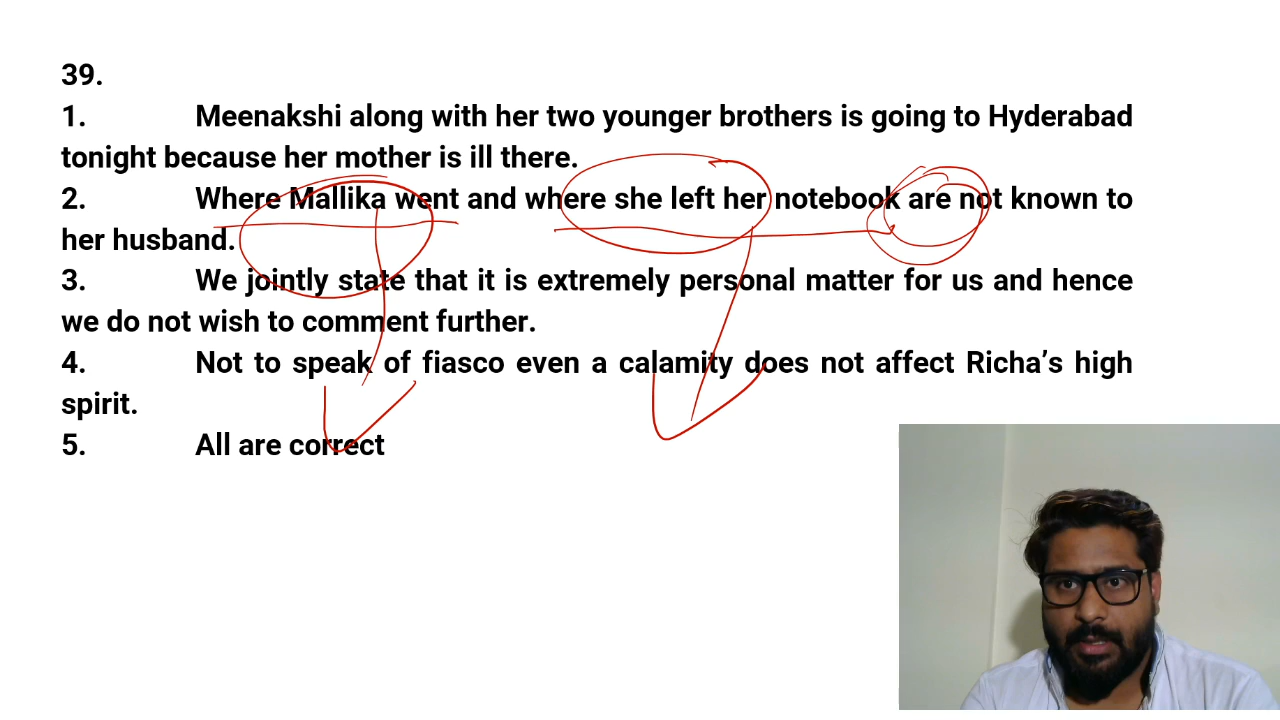 39.
1. Meenakshi along with her two younger brothers is going to Hyderabad
tonight because her mother is ill there.
2. Where Mallika went and where she left her notebook are not known to
her husband.
3. We jointly state that it is extremely personal matter for us and hence
we do not wish to comment further.
4. Not to speak of fiasco even a calamity does not affect Richa’s high
spirit.
5. All are correct